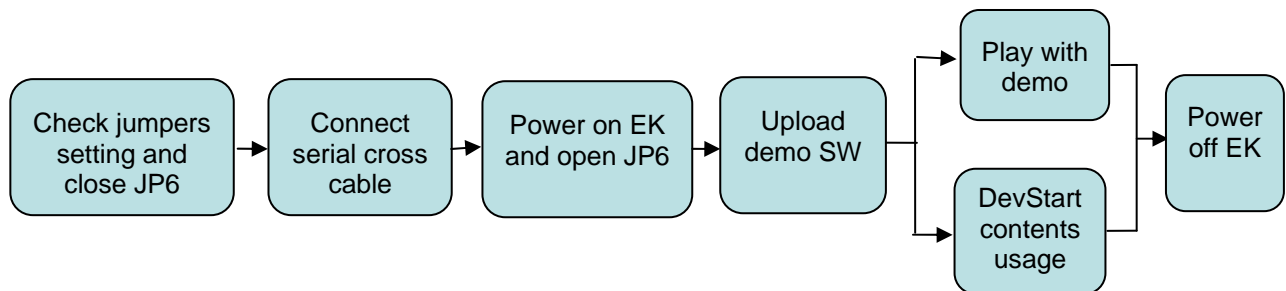 Check jumpers
setting and
close JP6
Connect
serial cross
cable
Power on EK
and open JP6
Upload
demo SW
Play with
demo
DevStart
contents
usage
Power
off EK